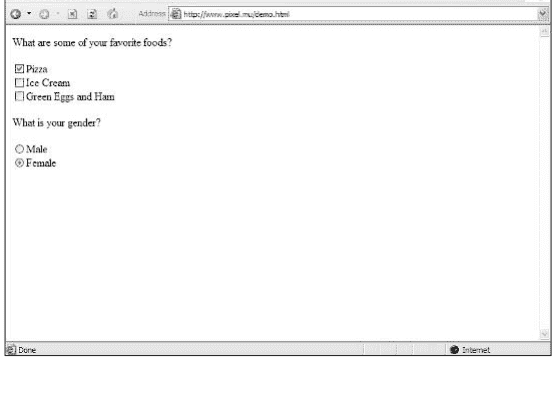 Address http://www.pixel.mu/demo.html
What are some of your favorite foods?
Pizza
Ice Cream
Green Eggs and Ham
What is your gender?
Male
Female
Done Internet